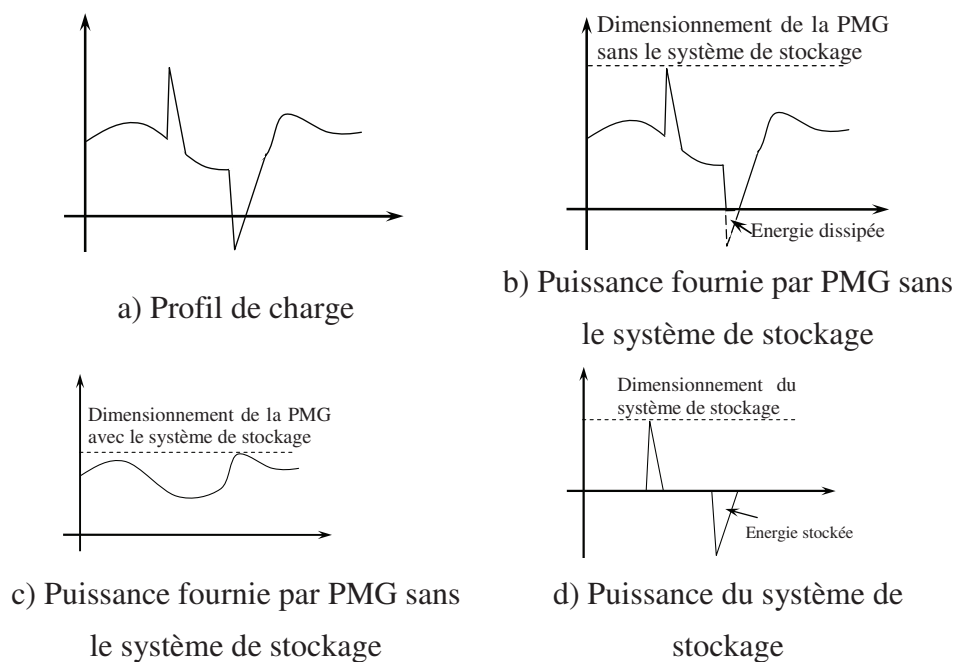 Dimensionnement de la PMG
sans le système de stockage
Energie dissipée
a) Profil de charge
b) Puissance fournie par PMG sans
le système de stockage
Dimensionnement de la PMG
avec le système de stockage
Dimensionnement du
système de stockage
Energie stockée
c) Puissance fournie par PMG sans
le système de stockage
d) Puissance du système de
stockage